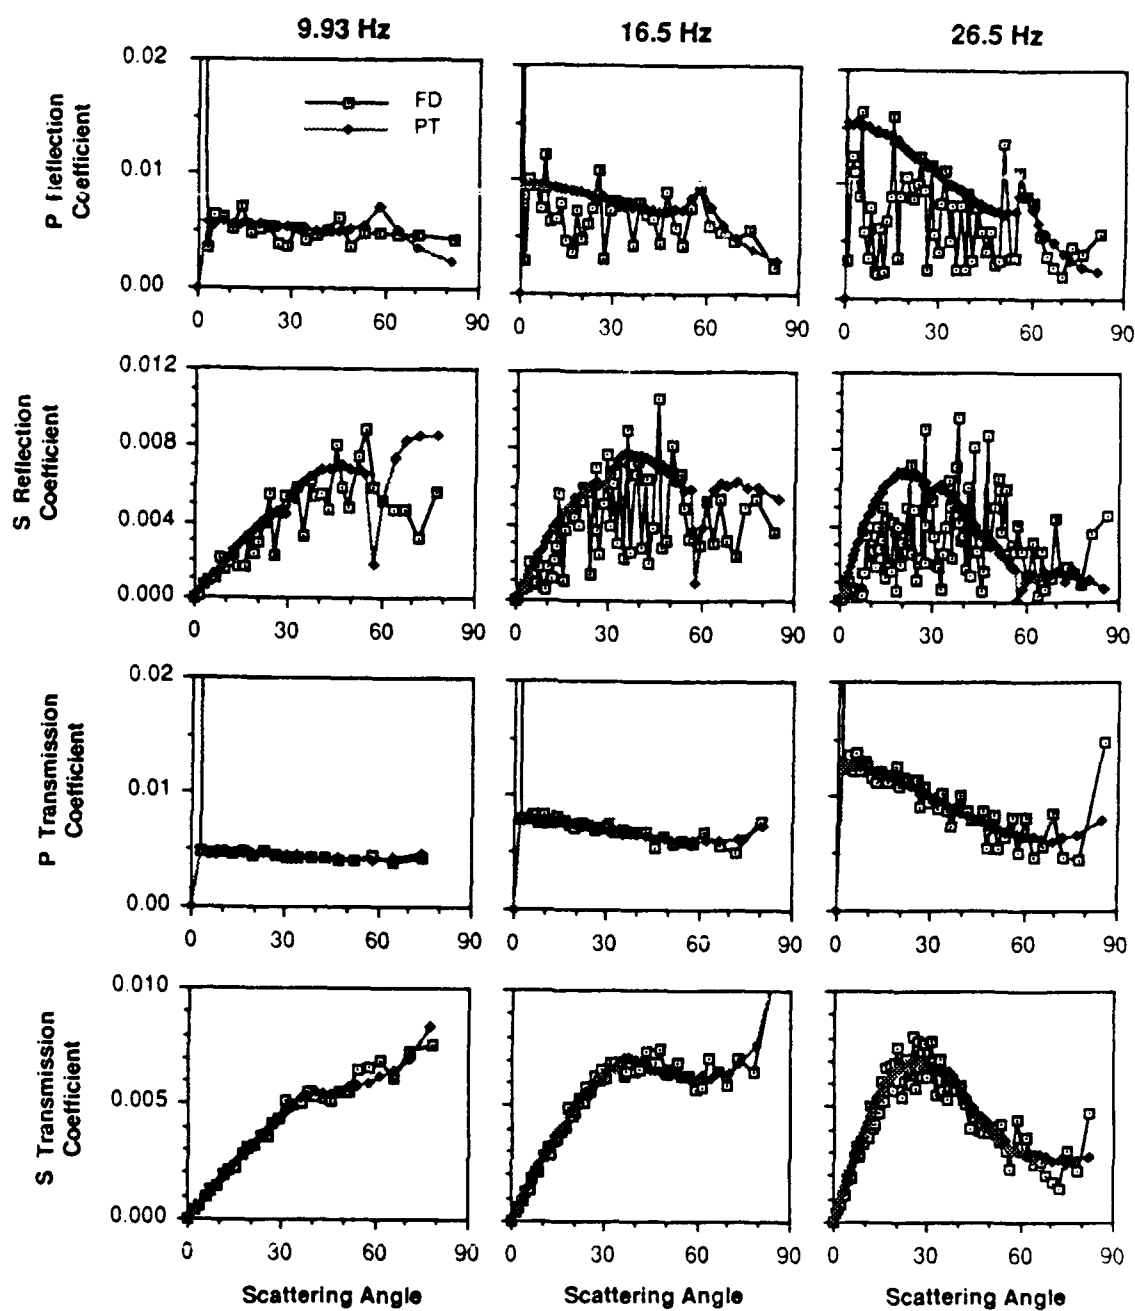 9.93 Hz 16.5 Hz 26.5 Hz
P Reflection
Coefficient
0.02
0.01
0.00
FD
PT
0 30 60 90 0 30 60 90 0 30 60 90
S Reflection
Coefficient
0.012
0.008
0.004
0.000
0 30 60 90 0 30 60 90 0 30 60 90
P Transmission
Coefficient
0.02
0.01
0.00
0 30 60 90 0 30 60 90 0 30 60 90
S Transmission
Coefficient
0.010
0.005
0.000
0 30 60 90 0 30 60 90 0 30 60 90
Scattering Angle Scattering Angle Scattering Angle